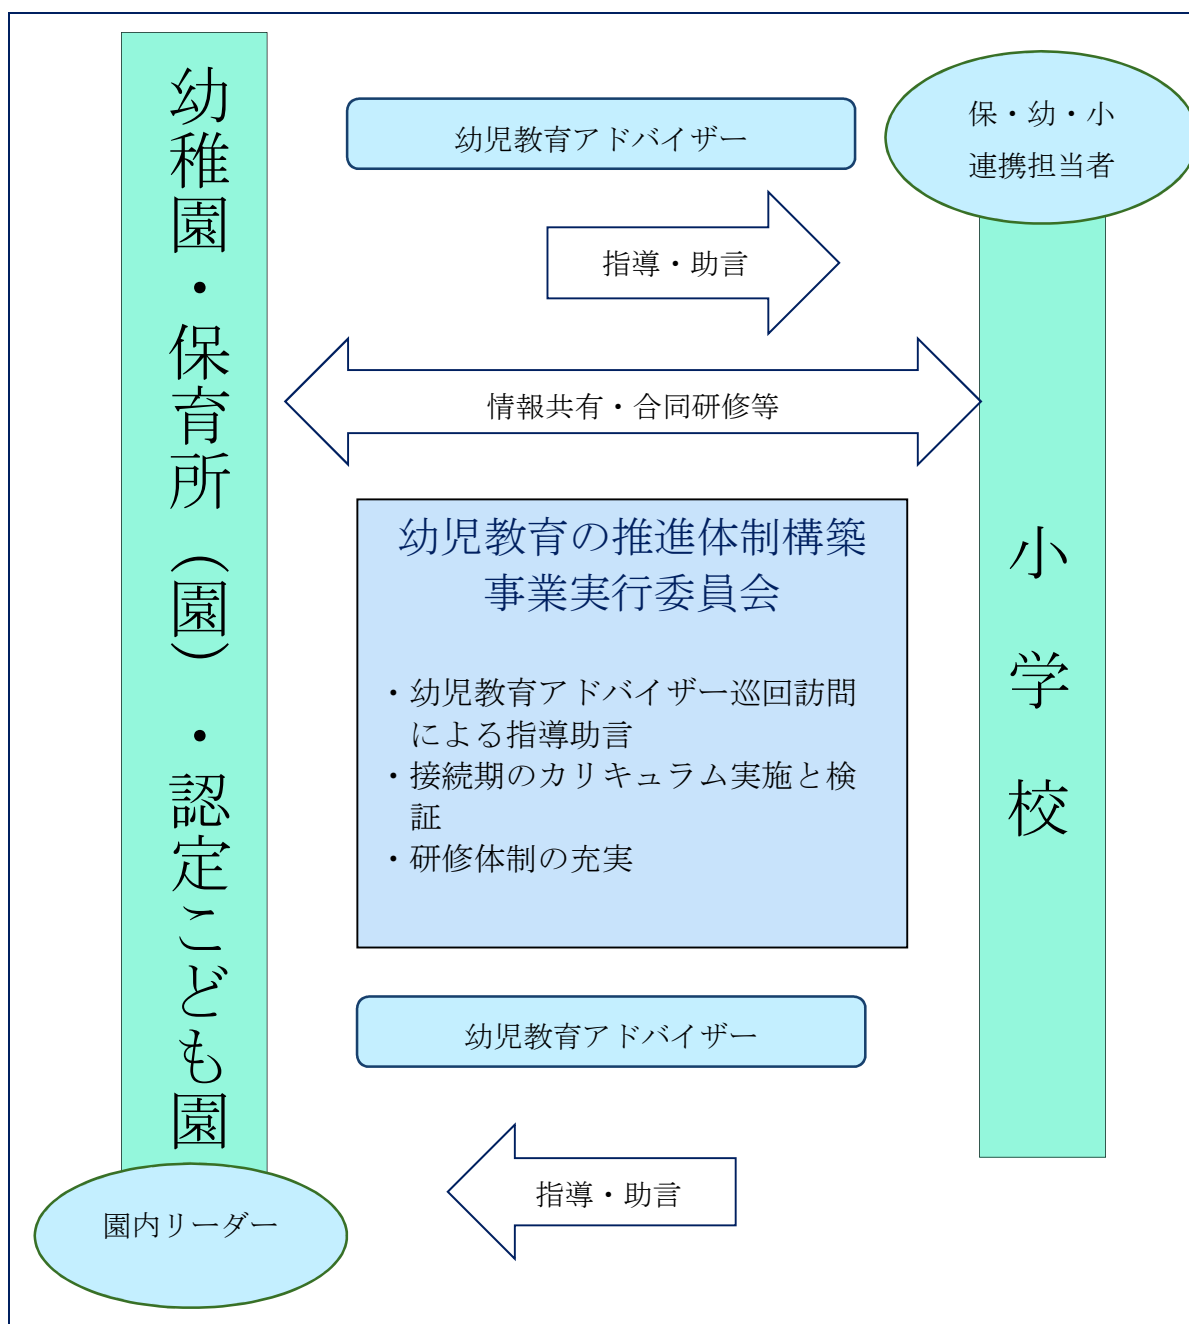 幼稚園・保育所（園）・認定こども園
幼児教育アドバイザー
保・幼・小
連携担当者
指導・助言
情報共有・合同研修等
幼児教育の推進体制構築
事業実行委員会
・幼児教育アドバイザー巡回訪問
による指導助言
・接続期のカリキュラム実施と検
証
・研修体制の充実
小学校
幼児教育アドバイザー
指導・助言
園内リーダー